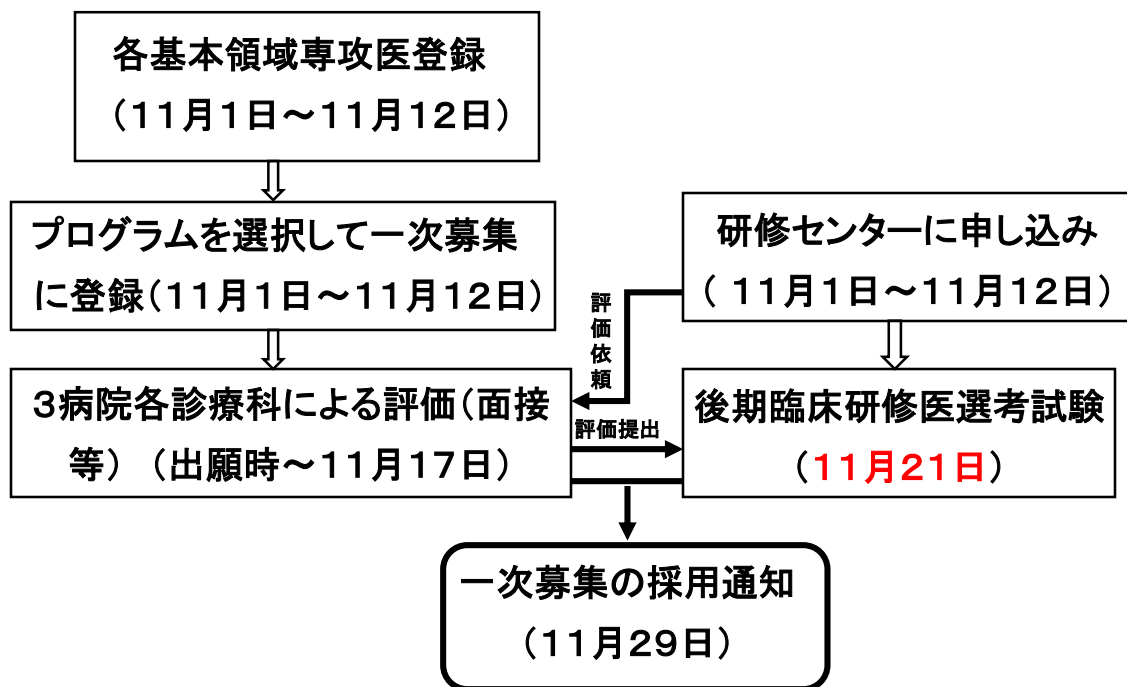 各基本領域専攻医登録
（１１月１日～１１月１２日）
プログラムを選択して一次募集
に登録（１１月１日～１１月１２日）
研修センターに申し込み
（ １１月１日～１１月１２日）
評価依頼
３病院各診療科による評価（面接
等）（出願時～１１月１７日）
評価提出
後期臨床研修医選考試験
（１１月２１日）
一次募集の採用通知
（１１月２９日）